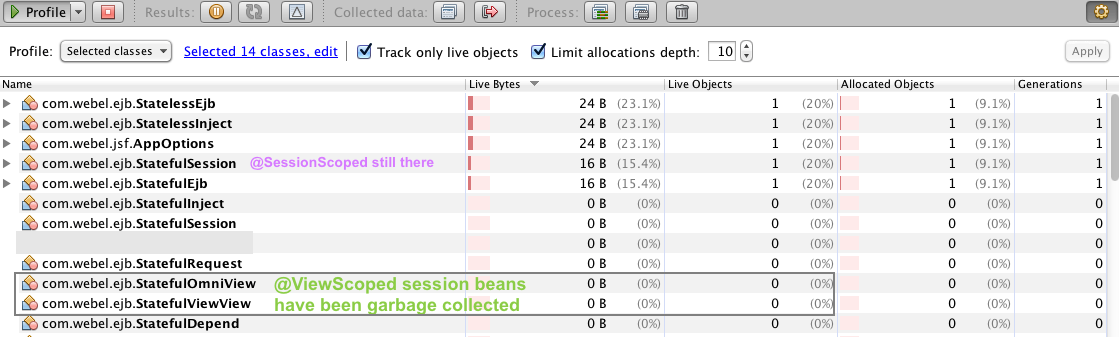 Profile Results: Collected data: Process:
Profile: Selected classes Selected 14 classes, edit Track only live objects Limit allocations depth: 10 Apply
Name Live Bytes Live Objects Allocated Objects Generations
com.webel.ejb.StatelessEjb 24 B (23.1%) 1 (20%) 1 (9.1%) 1
com.webel.ejb.StatelessInject 24 B (23.1%) 1 (20%) 1 (9.1%) 1
com.webel.jsf.AppOptions 24 B (23.1%) 1 (20%) 1 (9.1%) 1
com.webel.ejb.StatefulSession @SessionScoped still there 16 B (15.4%) 1 (20%) 1 (9.1%) 1
com.webel.ejb.StatefulEjb 16 B (15.4%) 1 (20%) 1 (9.1%) 1
com.webel.ejb.StatefulInject 0 B (0%) 0 (0%) 0 (0%) 0
com.webel.ejb.StatefulSession 0 B (0%) 0 (0%) 0 (0%) 0
0 B (0%) 0 (0%) 0 (0%) 0
com.webel.ejb.StatefulRequest 0 B (0%) 0 (0%) 0 (0%) 0
com.webel.ejb.StatefulOmniView @ViewScoped session beans 0 B (0%) 0 (0%) 0 (0%) 0
com.webel.ejb.StatefulViewView have been garbage collected 0 B (0%) 0 (0%) 0 (0%) 0
com.webel.ejb.StatefulDepend 0 B (0%) 0 (0%) 0 (0%) 0